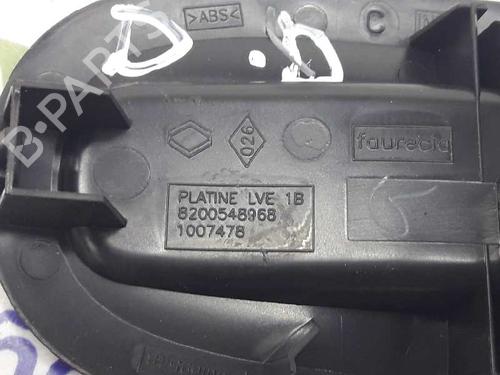 >ABS<
C
026
faurecia
PLATINE LVE 1B
8200548968
1007478
B-PARTS